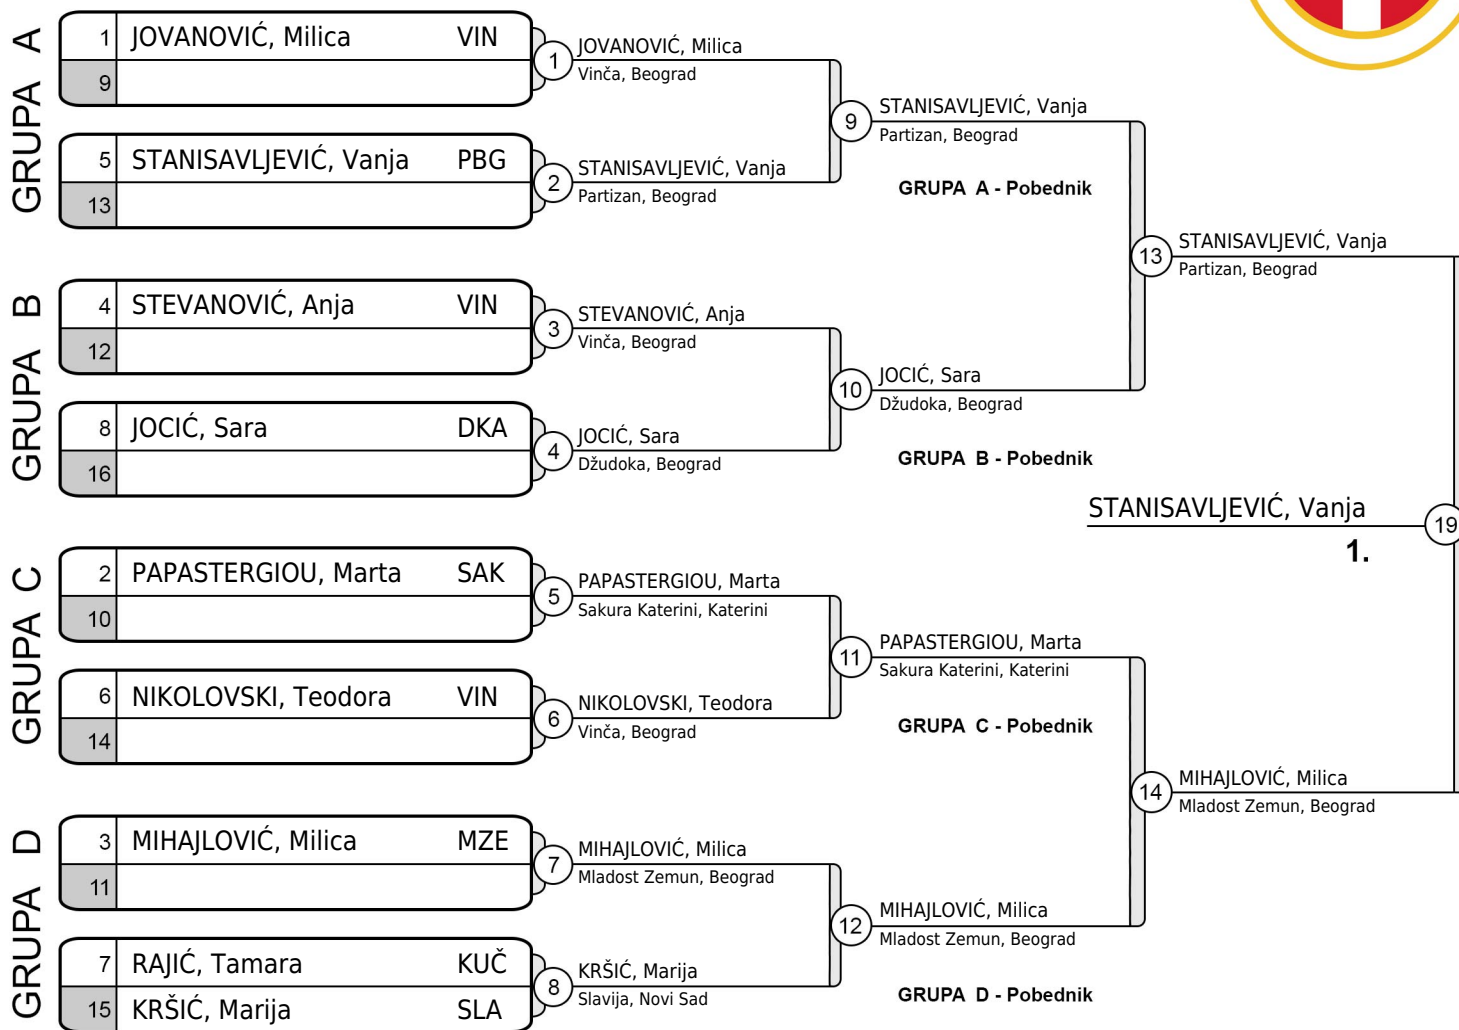 GRUPA A
1 JOVANOVIĆ, Milica VIN
9
5 STANISAVLJEVIĆ, Vanja PBG
13
GRUPA B
4 STEVANOVIĆ, Anja VIN
12
8 JOCIĆ, Sara DKA
16
GRUPA C
2 PAPASTERGIOU, Marta SAK
10
6 NIKOLOVSKI, Teodora VIN
14
GRUPA D
3 MIHAJLOVIĆ, Milica MZE
11
7 RAJIĆ, Tamara KUČ
15 KRŠIĆ, Marija SLA
1 JOVANOVIĆ, Milica
Vinča, Beograd
2 STANISAVLJEVIĆ, Vanja
Partizan, Beograd
3 STEVANOVIĆ, Anja
Vinča, Beograd
4 JOCIĆ, Sara
Džudoka, Beograd
5 PAPASTERGIOU, Marta
Sakura Katerini, Katerini
6 NIKOLOVSKI, Teodora
Vinča, Beograd
7 MIHAJLOVIĆ, Milica
Mladost Zemun, Beograd
8 KRŠIĆ, Marija
Slavija, Novi Sad
9 STANISAVLJEVIĆ, Vanja
Partizan, Beograd
GRUPA A - Pobednik
10 JOCIĆ, Sara
Džudoka, Beograd
GRUPA B - Pobednik
11 PAPASTERGIOU, Marta
Sakura Katerini, Katerini
GRUPA C - Pobednik
12 MIHAJLOVIĆ, Milica
Mladost Zemun, Beograd
GRUPA D - Pobednik
13 STANISAVLJEVIĆ, Vanja
Partizan, Beograd
14 MIHAJLOVIĆ, Milica
Mladost Zemun, Beograd
STANISAVLJEVIĆ, Vanja 19
1.